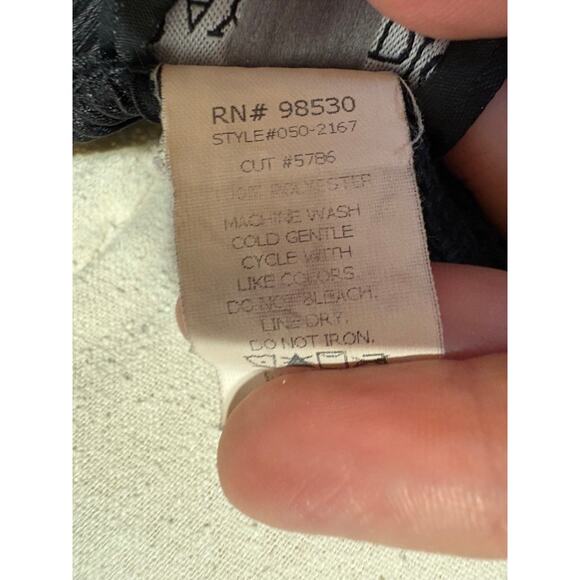 RN# 98530
STYLE#050-2167
CUT #5786
POLYESTER
MACHINE WASH
COLD GENTLE
CYCLE WITH
LIKE COLORS.
DO NOT BLEACH.
LINE DRY.
DO NOT IRON.